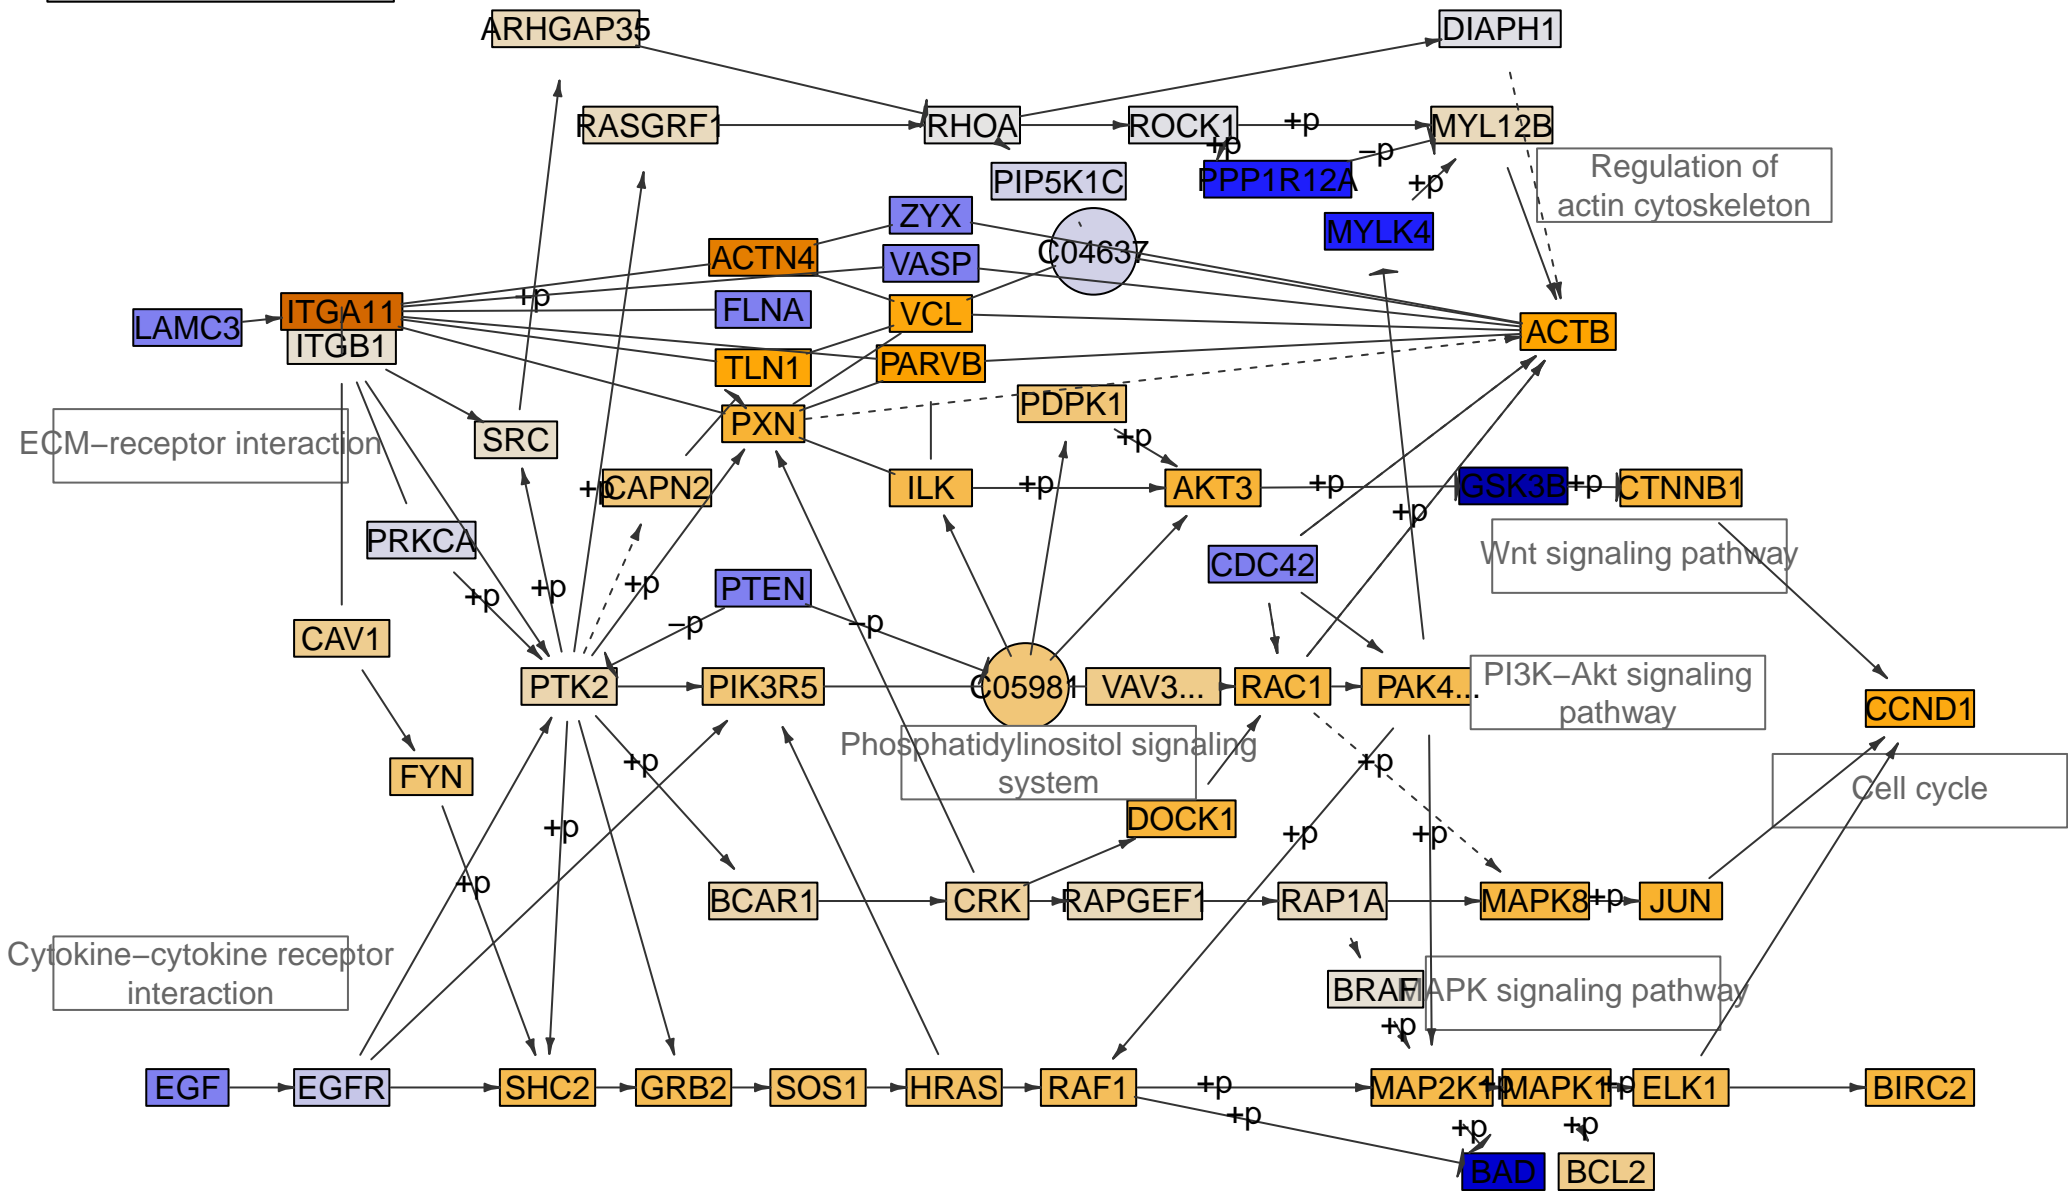 ARHGAP35
DIAPH1
RASGRF1
RHOA
ROCK1
+p
MYL12B
+p
−p
PIP5K1C
PPP1R12A
+p
Regulation of
actin cytoskeleton
ZYX
MYLK4
ACTN4
VASP
C04637
+p
LAMC3
ITGA11
FLNA
VCL
ACTB
ITGB1
TLN1
PARVB
PDPK1
ECM−receptor interaction
SRC
PXN
+p
+p
CAPN2
ILK
+p
AKT3
+p
GSK3B
+p
CTNNB1
+p
PRKCA
CDC42
Wnt signaling pathway
+p
+p
+p
PTEN
−p
−p
CAV1
PTK2
PIK3R5
C05981
VAV3...
RAC1
PAK4...
PI3K−Akt signaling
pathway
CCND1
Phosphatidylinositol signaling
system
FYN
+p
+p
Cell cycle
+p
DOCK1
+p
+p
+p
BCAR1
CRK
RAPGEF1
RAP1A
MAPK8
+p
JUN
Cytokine−cytokine receptor
interaction
BRAF
MAPK signaling pathway
+p
EGF
EGFR
SHC2
GRB2
SOS1
HRAS
RAF1
+p
MAP2K1
+p
MAPK1
+p
ELK1
BIRC2
+p
+p
+p
BAD
BCL2